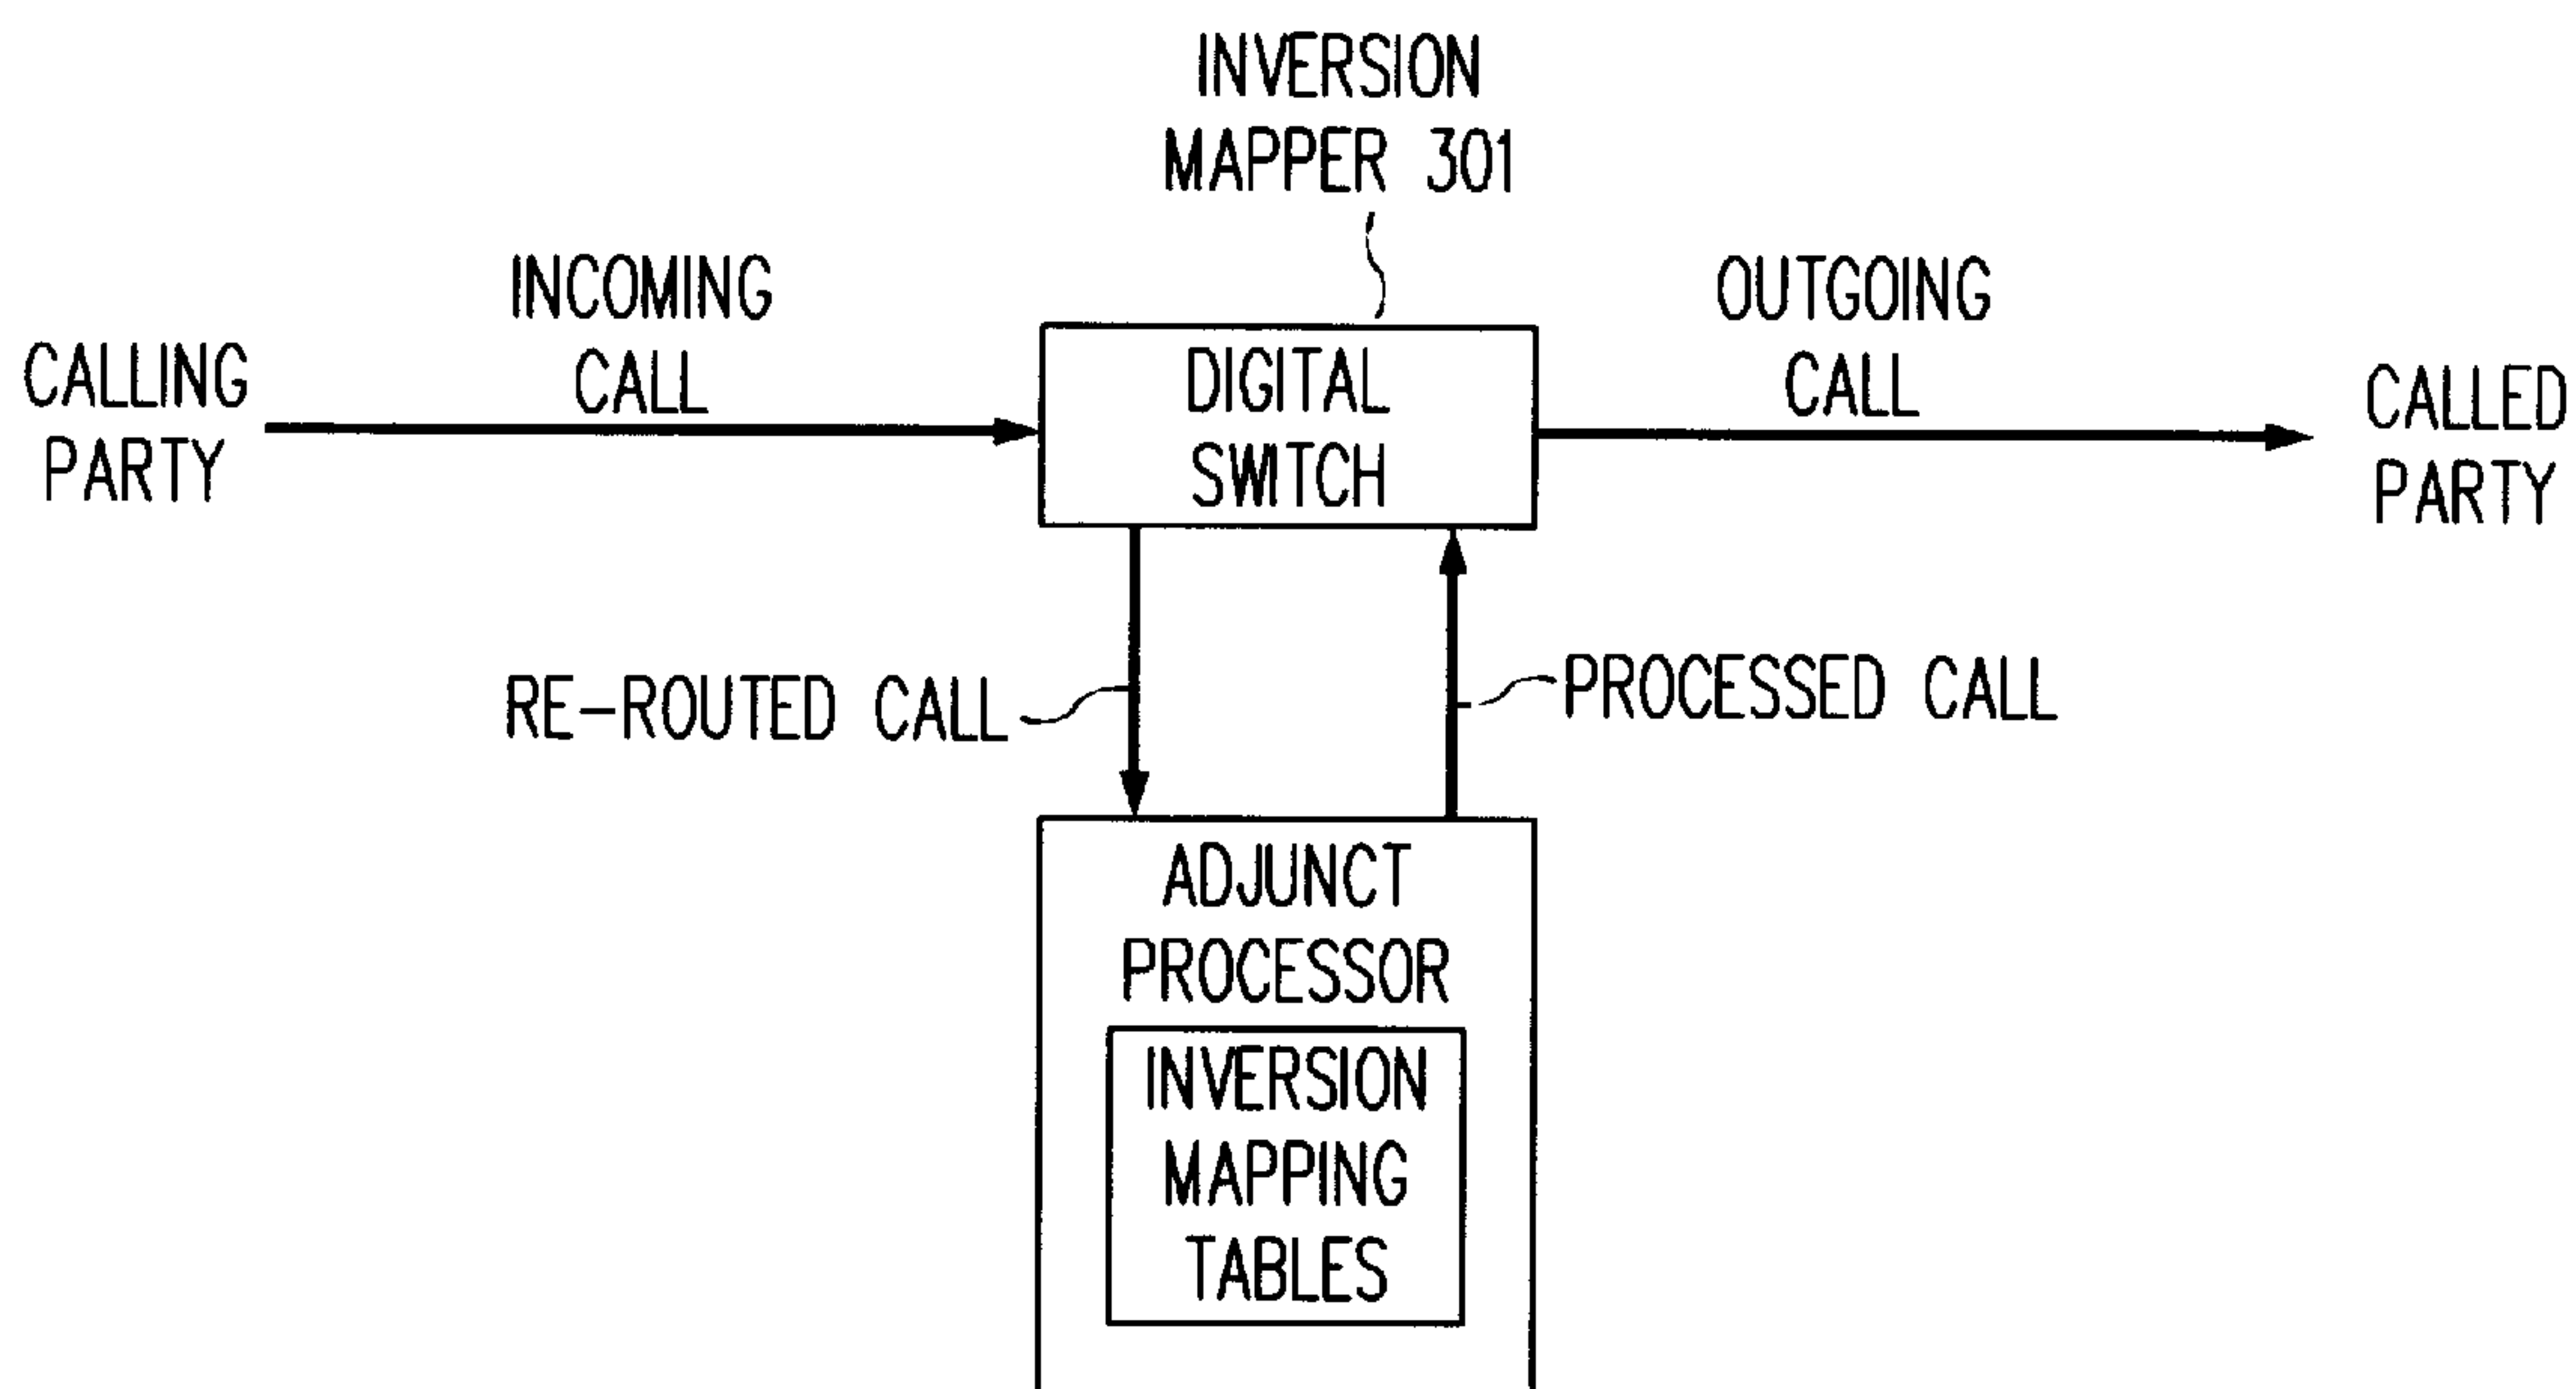 INVERSION
MAPPER 301
INCOMING
CALL
OUTGOING
CALL
CALLING
PARTY
DIGITAL
SWITCH
CALLED
PARTY
RE-ROUTED CALL
PROCESSED CALL
ADJUNCT
PROCESSOR
INVERSION
MAPPING
TABLES